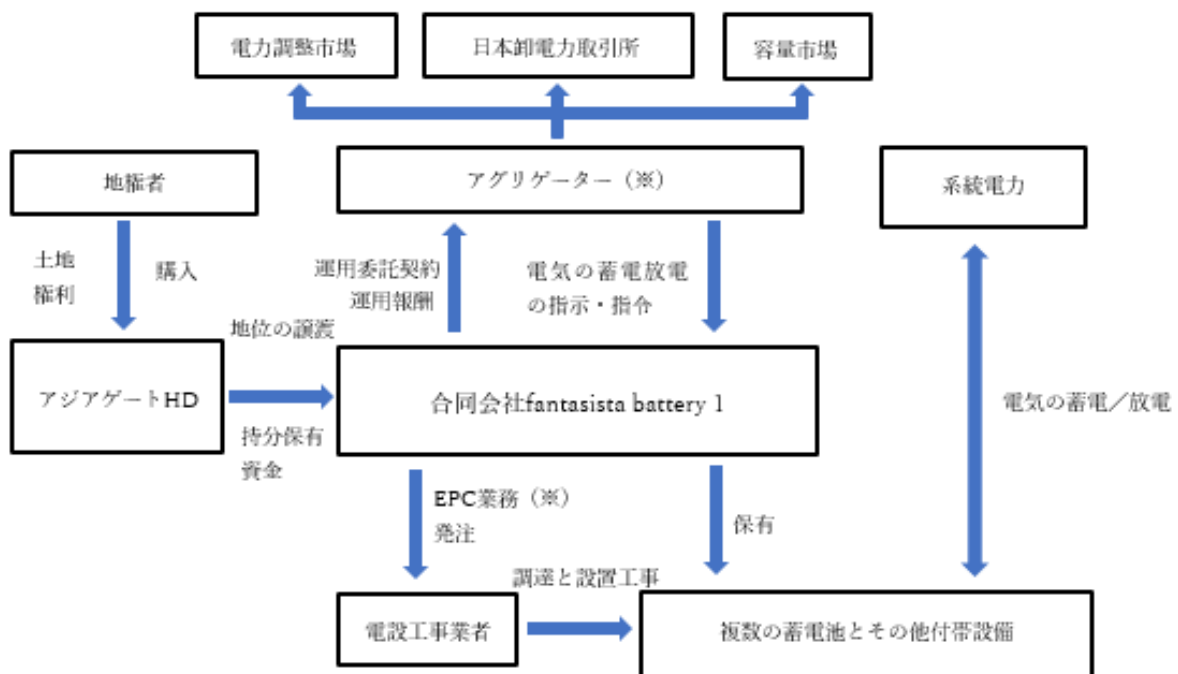 電力調整市場
日本卸電力取引所
容量市場
地権者
アグリゲーター（※）
系統電力
土地
権利
購入
運用委託契約
運用報酬
電気の蓄電放電
の指示・指令
地位の譲渡
アジアゲートHD
合同会社fantasista battery 1
電気の蓄電／放電
持分保有
資金
EPC業務（※）
発注
保有
調達と設置工事
電設工事業者
複数の蓄電池とその他付帯設備